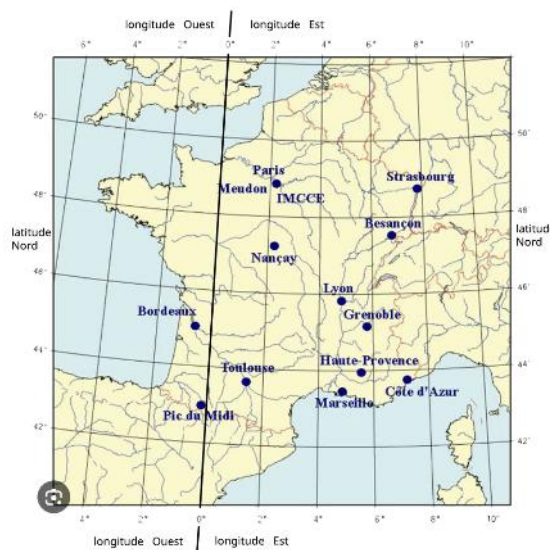 longitude Ouest longitude Est
6° 4° 2° 0° 2° 4° 6° 8° 10°
50°
50°
Paris
Meudon
IMCCE
Strasbourg
48°
48°
Besançon
latitude
Nord
latitude
Nord
Nançay
46°
46°
Lyon
Grenoble
Bordeaux
44°
44°
Toulouse
Haute-Provence
Côte d'Azur
Marseille
Pic du Midi
42°
42°
4° 2° 0° 2° 4° 6° 8° 10°
longitude Ouest longitude Est